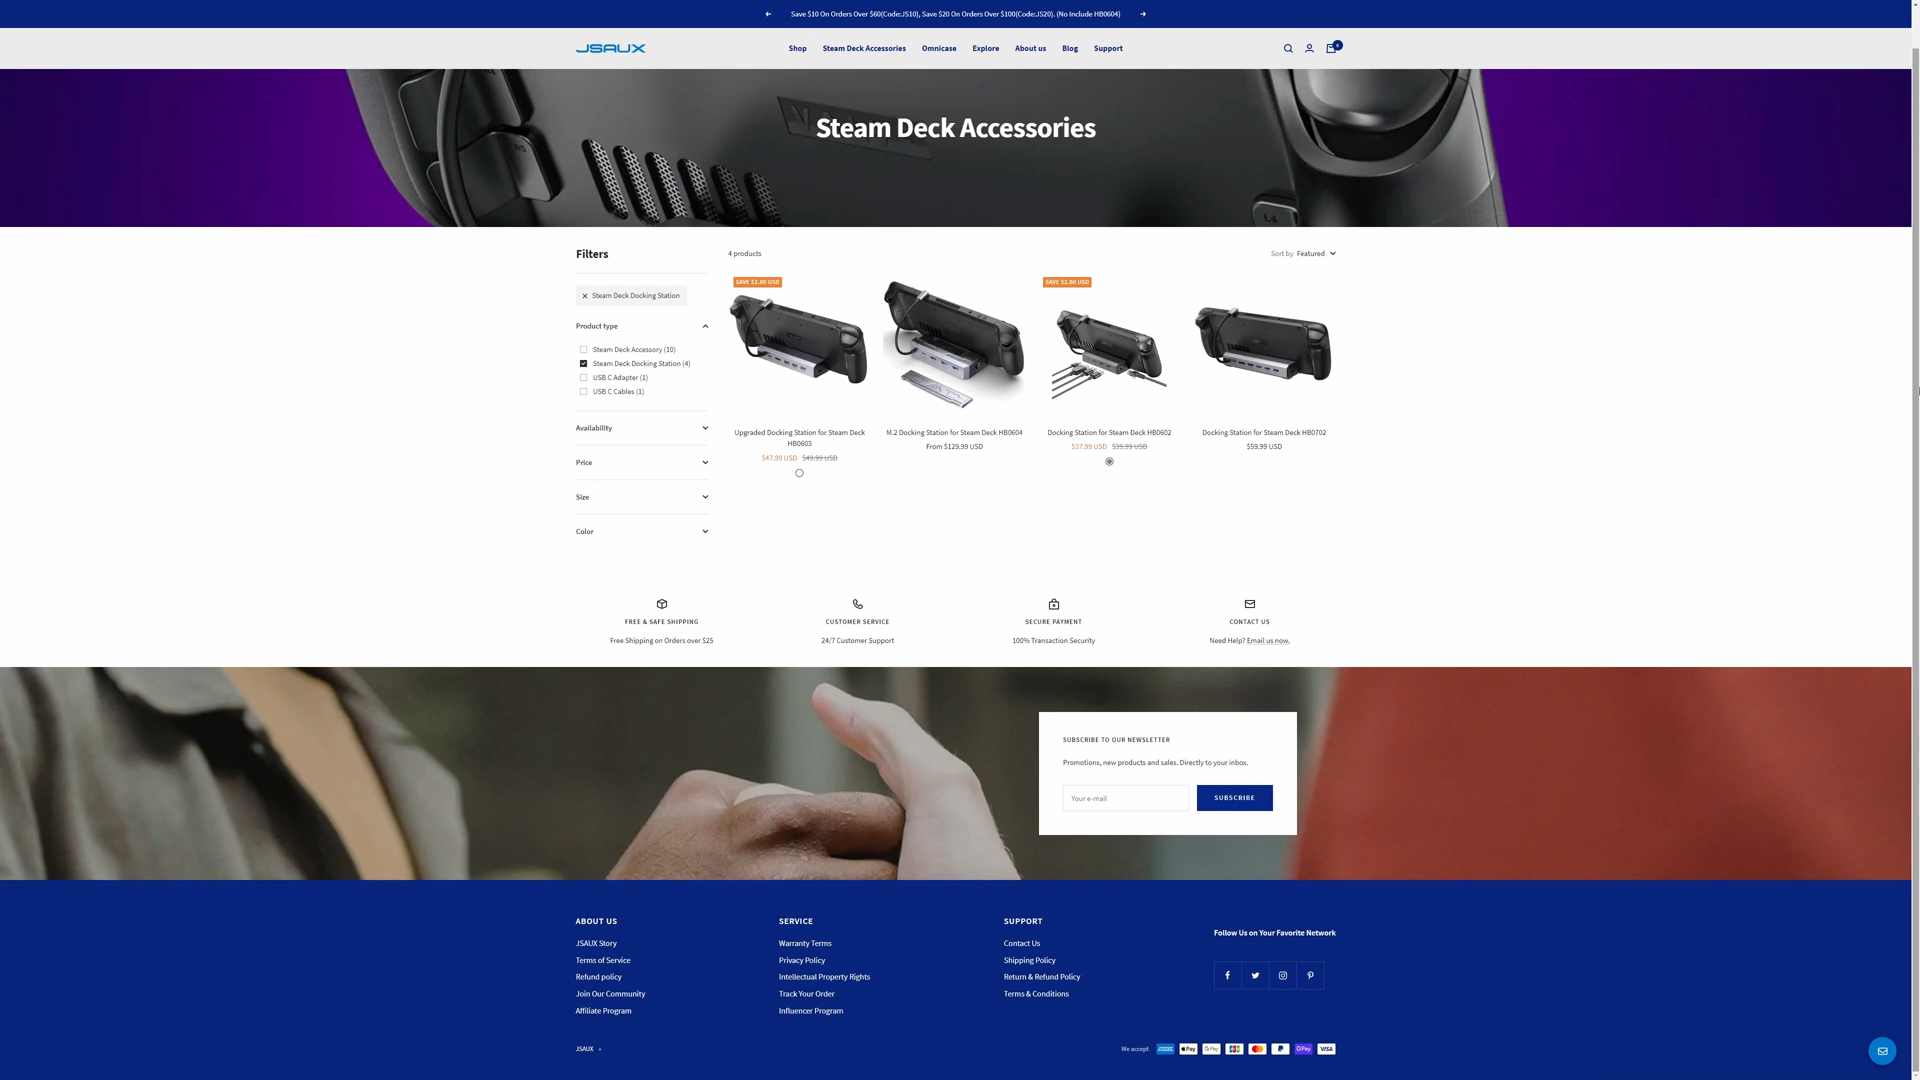 Save $10 On Orders Over $60(Code:JS10), Save $20 On Orders Over $100(Code:JS20). (No Include HB0604)
JSAUX
Shop
Steam Deck Accessories
Omnicase
Explore
About us
Blog
Support
0
R5
L4
Steam Deck Accessories
Filters
4 products
Sort by Featured
Steam Deck Docking Station
Product type
Steam Deck Accessory (10)
Steam Deck Docking Station (4)
USB C Adapter (1)
USB C Cables (1)
Availability
Price
Size
Color
SAVE $2.00 USD
Upgraded Docking Station for Steam Deck
HB0603
$47.99 USD $49.99 USD
M.2 Docking Station for Steam Deck HB0604
From $129.99 USD
SAVE $2.00 USD
Docking Station for Steam Deck HB0602
$37.99 USD $39.99 USD
Docking Station for Steam Deck HB0702
$59.99 USD
FREE & SAFE SHIPPING
Free Shipping on Orders over $25
CUSTOMER SERVICE
24/7 Customer Support
SECURE PAYMENT
100% Transaction Security
CONTACT US
Need Help? Email us now.
SUBSCRIBE TO OUR NEWSLETTER
Promotions, new products and sales. Directly to your inbox.
Your e-mail
SUBSCRIBE
ABOUT US
JSAUX Story
Terms of Service
Refund policy
Join Our Community
Affiliate Program
SERVICE
Warranty Terms
Privacy Policy
Intellectual Property Rights
Track Your Order
Influencer Program
SUPPORT
Contact Us
Shipping Policy
Return & Refund Policy
Terms & Conditions
Follow Us on Your Favorite Network
JSAUX
We accept
Pay
G Pay
JCB
Pay
VISA